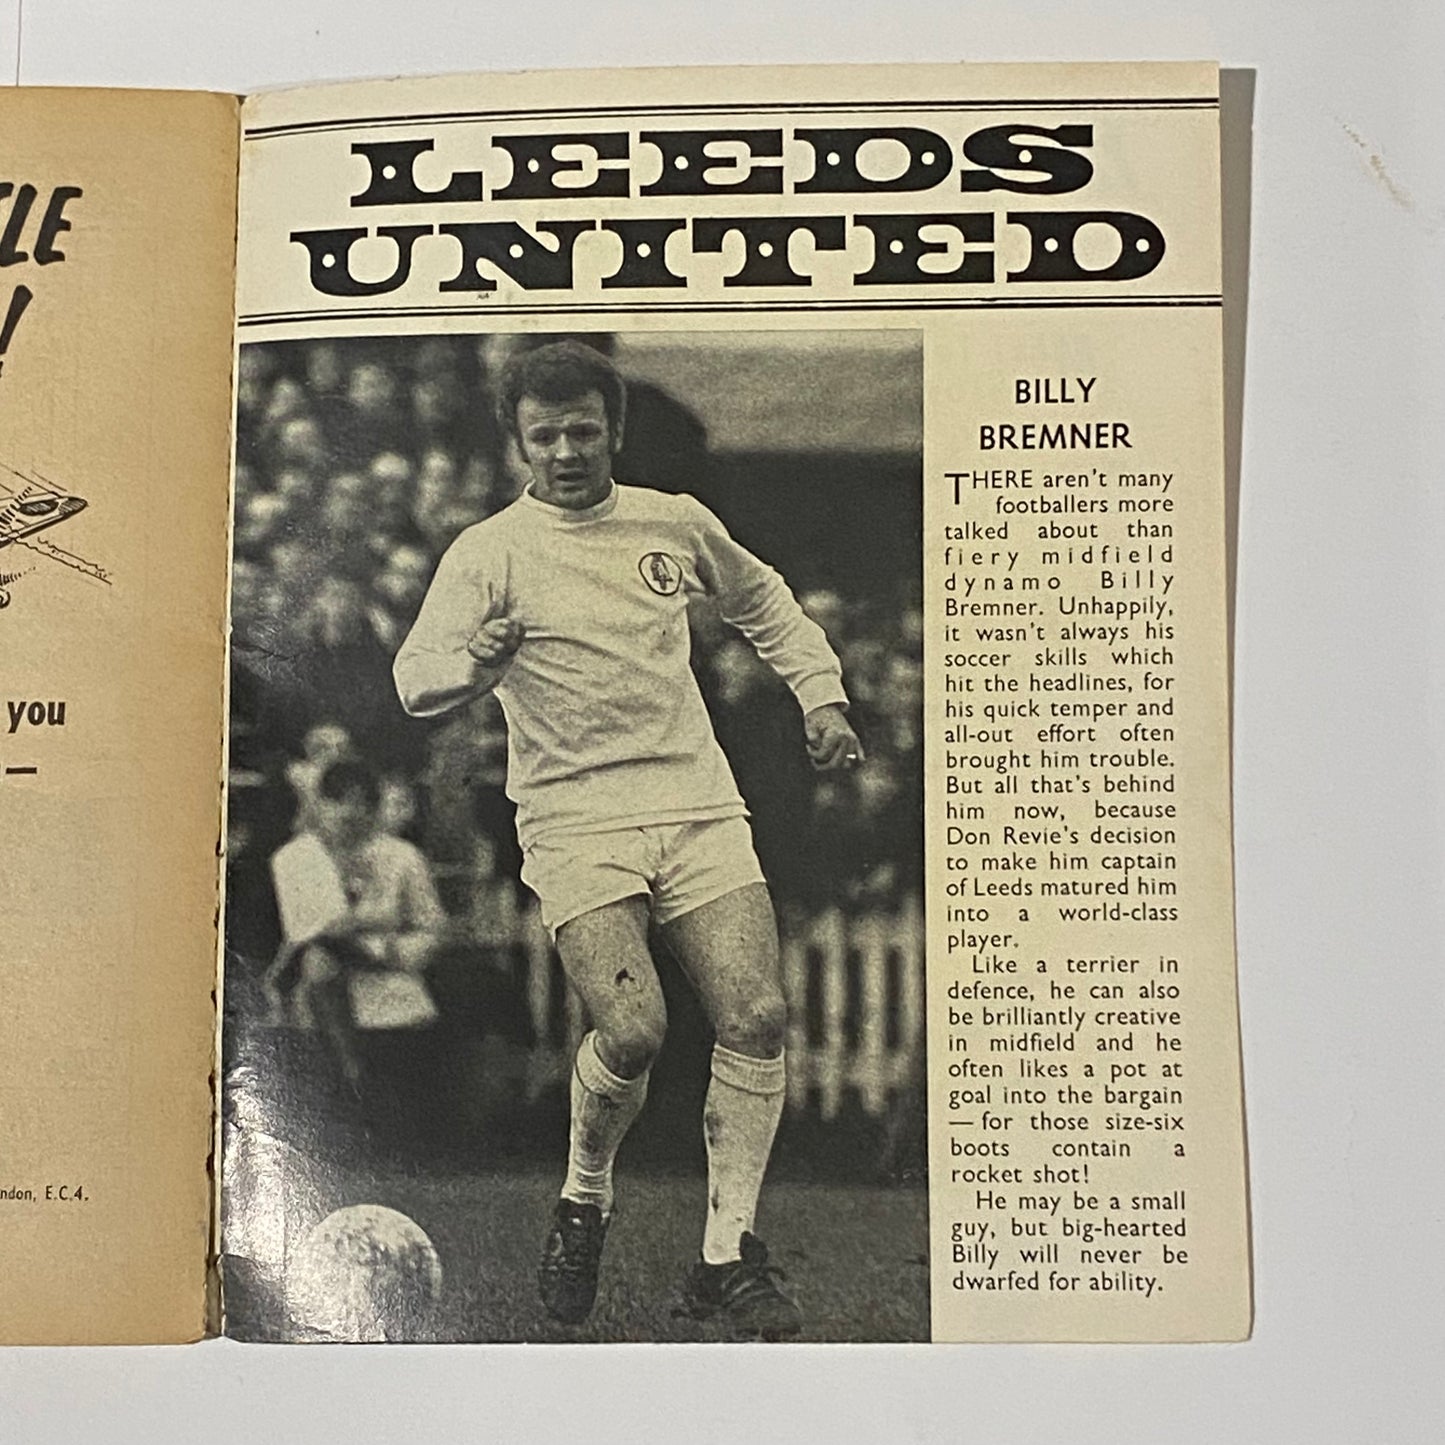 you
—
E.C.4.
LEEDS
UNITED
BILLY
BREMNER
THERE aren't many
footballers more
talked about than
fiery midfield
dynamo Billy
Bremner. Unhappily,
it wasn't always his
soccer skills which
hit the headlines, for
his quick temper and
all-out effort often
brought him trouble.
But all that's behind
him now, because
Don Revie's decision
to make him captain
of Leeds matured him
into a world-class
player.
Like a terrier in
defence, he can also
be brilliantly creative
in midfield and he
often likes a pot at
goal into the bargain
— for those size-six
boots contain a
rocket shot!
He may be a small
guy, but big-hearted
Billy will never be
dwarfed for ability.